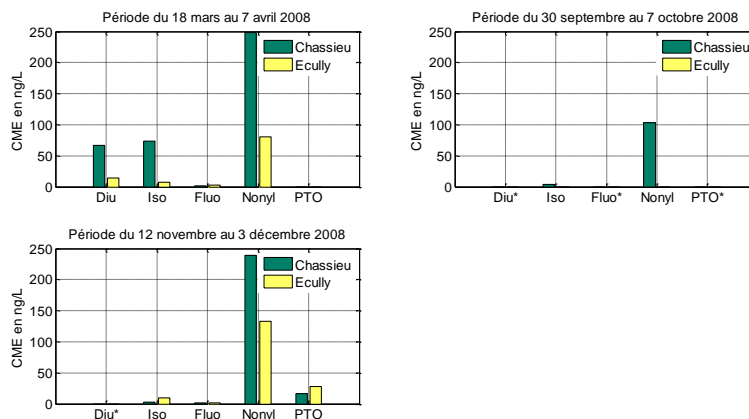 Période du 18 mars au 7 avril 2008
250
200
150
100
50
0
CME en ng/L
Chassieu
Ecully
Diu Iso Fluo Nonyl PTO
Période du 30 septembre au 7 octobre 2008
250
200
150
100
50
0
CME en ng/L
Chassieu
Ecully
Diu* Iso Fluo* Nonyl PTO*
Période du 12 novembre au 3 décembre 2008
250
200
150
100
50
0
CME en ng/L
Chassieu
Ecully
Diu* Iso Fluo Nonyl PTO